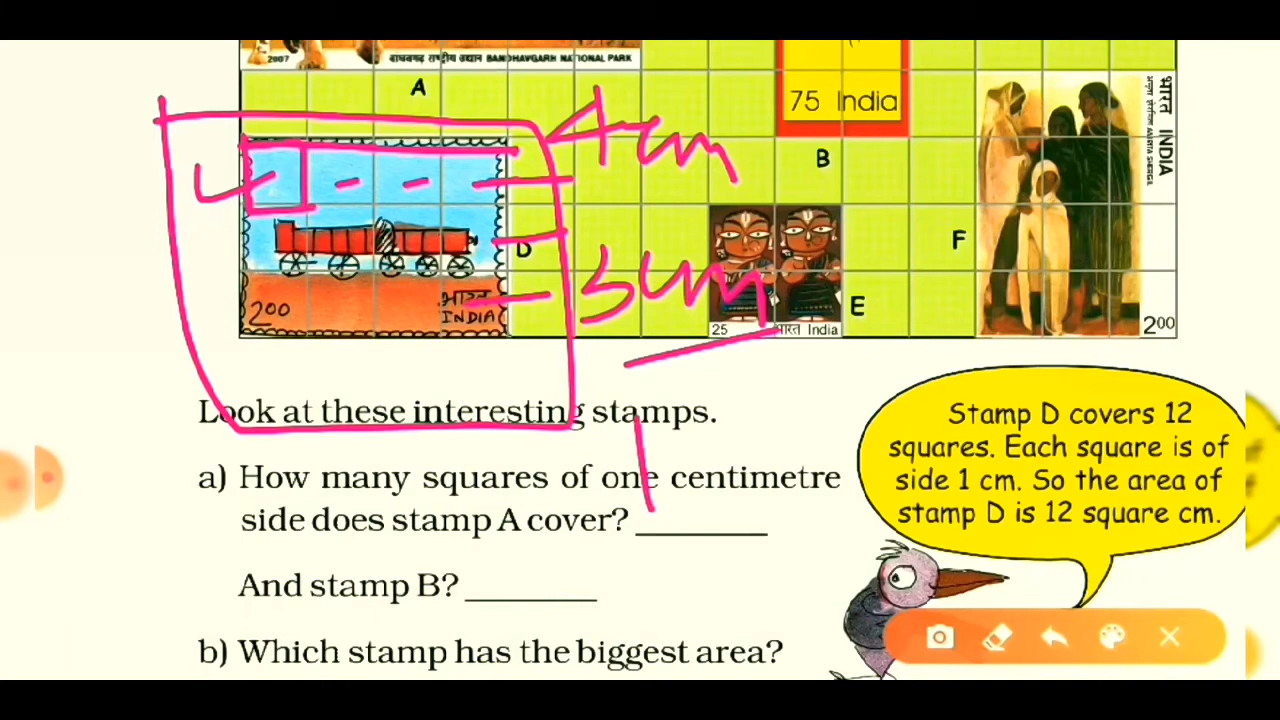 2007
बाधवगढ़ राष्ट्रीय उद्यान BANDHAVGARH NATIONAL PARK
A
75 India
B
भारत INDIA
4cm
D
3cm
200
भारत
INDIA
25
भारत India
E
F
200
Look at these interesting stamps.
a) How many squares of one centimetre
side does stamp A cover?
And stamp B?
b) Which stamp has the biggest area?
Stamp D covers 12
squares. Each square is of
side 1 cm. So the area of
stamp D is 12 square cm.